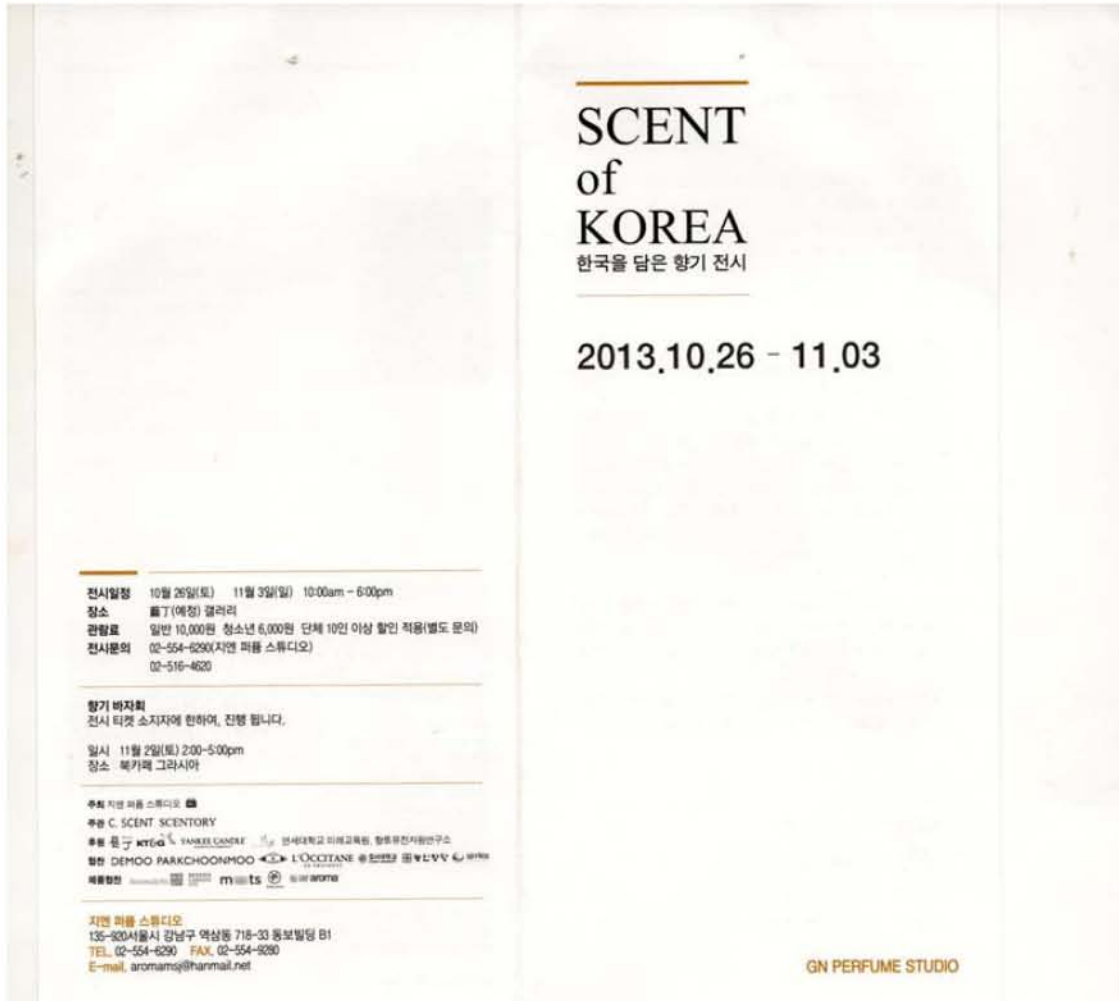 SCENT
of
KOREA
한국을 담은 향기 전시
2013.10.26 - 11.03
전시일정 10월 26일(토) 11월 3일(일) 10:00am - 6:00pm
장소 藝丁(예정) 갤러리
관람료 일반 10,000원 청소년 6,000원 단체 10인 이상 할인 적용(별도 문의)
전시문의 02-554-6290(지엔 퍼퓸 스튜디오)
02-516-4620
향기 바자회
전시 티켓 소지자에 한하여, 진행 됩니다.
일시 11월 2일(토) 2:00-5:00pm
장소 북카페 그라시아
주최 지엔 퍼퓸 스튜디오
주관 C. SCENT SCENTORY
후원 KT&G YANKEE CANDLE 연세대학교 미래교육원, 향토유전자원연구소
협찬 DEMOO PARKCHOONMOO L'OCCITANE
제품협찬 aroma
지엔 퍼퓸 스튜디오
135-920서울시 강남구 역삼동 718-33 동보빌딩 B1
TEL. 02-554-6290 FAX. 02-554-9280
E-mail. aromamsj@hanmail.net
GN PERFUME STUDIO